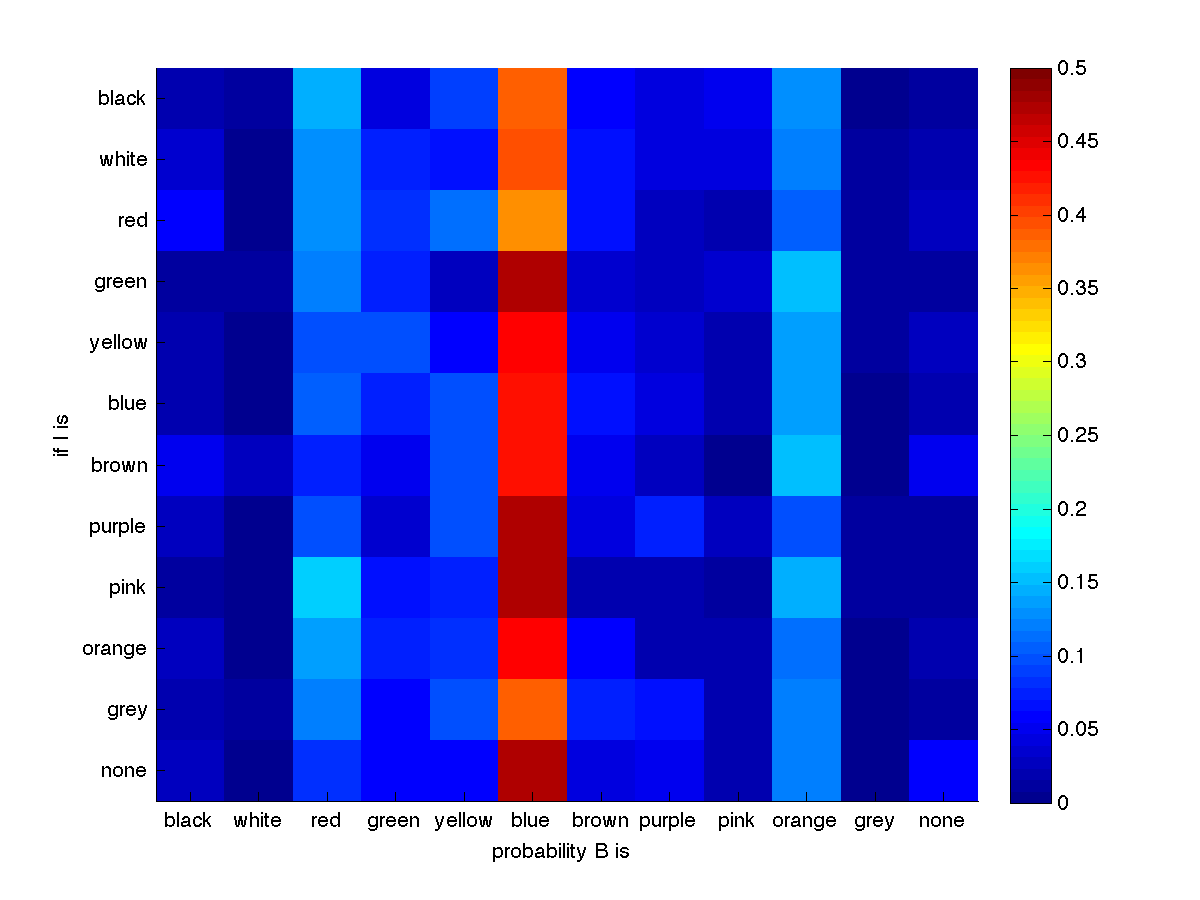 black
white
red
green
yellow
blue
brown
purple
pink
orange
grey
none
if I is
black white red green yellow blue brown purple pink orange grey none
probability B is
0.5
0.45
0.4
0.35
0.3
0.25
0.2
0.15
0.1
0.05
0